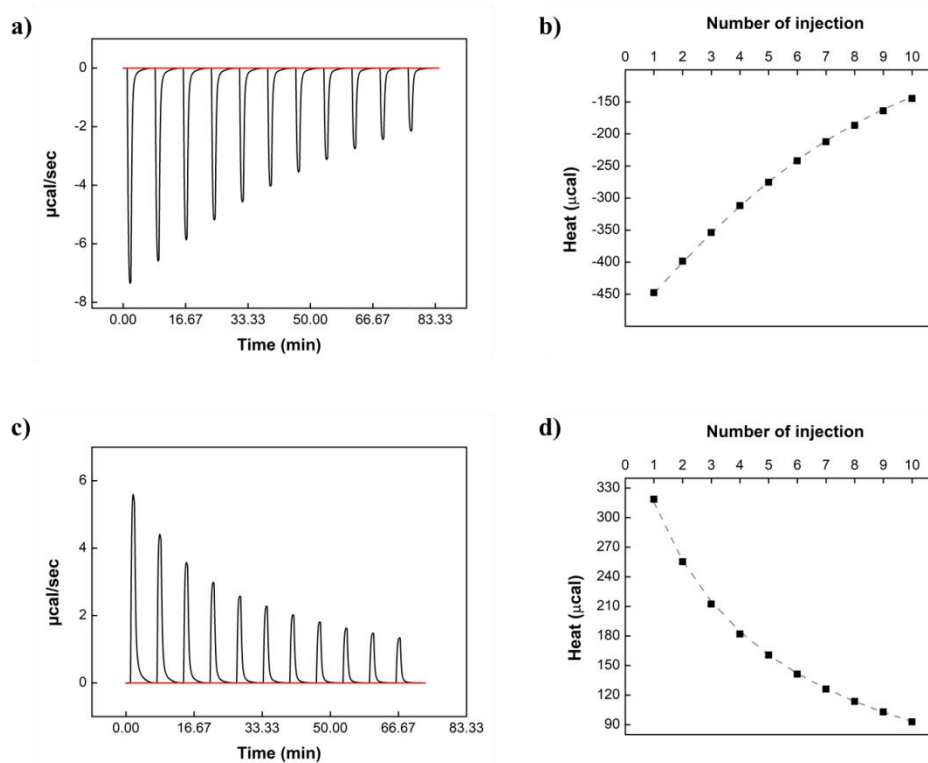 a)
0
-2
-4
-6
-8
µcal/sec
0.00 16.67 33.33 50.00 66.67 83.33
Time (min)
b)
Number of injection
0 1 2 3 4 5 6 7 8 9 10
-150
-200
-250
-300
-350
-400
-450
Heat (µcal)
c)
6
4
2
0
µcal/sec
0.00 16.67 33.33 50.00 66.67 83.33
Time (min)
d)
Number of injection
0 1 2 3 4 5 6 7 8 9 10
330
300
270
240
210
180
150
120
90
Heat (µcal)